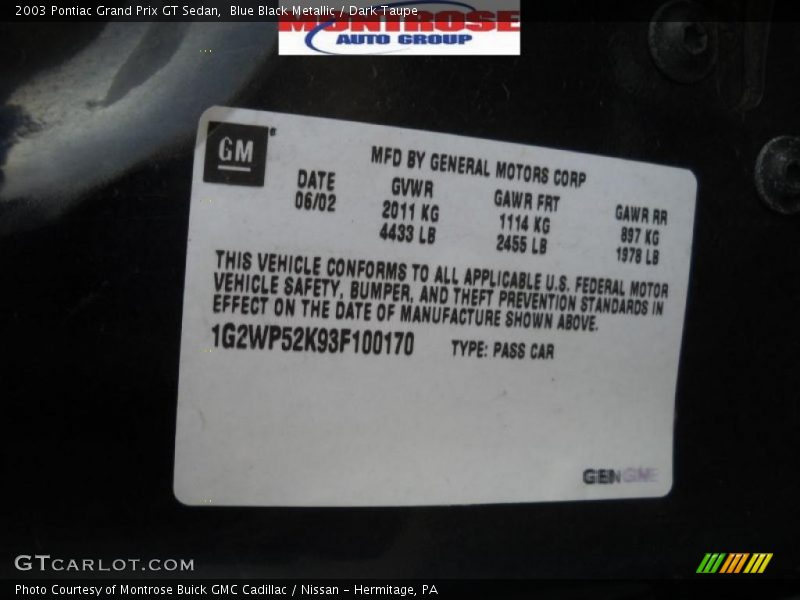 2003 Pontiac Grand Prix GT Sedan,  Blue Black Metallic / Dark Taupe
MONTROSE
AUTO GROUP
GM
MFD BY GENERAL MOTORS CORP
DATE GVWR GAWR FRT GAWR RR
06/02 2011 KG 1114 KG 897 KG
4433 LB 2455 LB 1978 LB
THIS VEHICLE CONFORMS TO ALL APPLICABLE U.S. FEDERAL MOTOR
VEHICLE SAFETY, BUMPER, AND THEFT PREVENTION STANDARDS IN
EFFECT ON THE DATE OF MANUFACTURE SHOWN ABOVE.
1G2WP52K93F100170 TYPE: PASS CAR
GTCARLOT.COM
Photo Courtesy of Montrose Buick GMC Cadillac / Nissan - Hermitage, PA